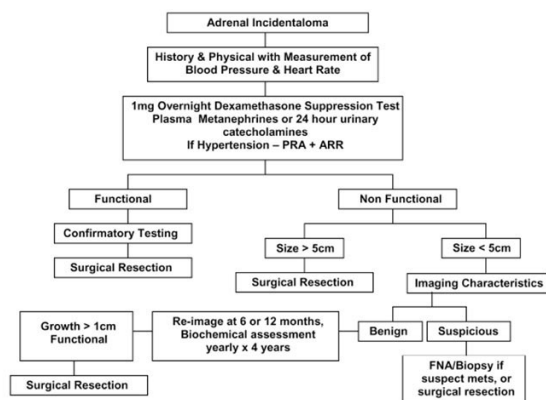 Adrenal Incidentaloma
History & Physical with Measurement of
Blood Pressure & Heart Rate
1mg Overnight Dexamethasone Suppression Test
Plasma Metanephrines or 24 hour urinary
catecholamines
If Hypertension – PRA + ARR
Functional
Non Functional
Confirmatory Testing
Size > 5cm
Size < 5cm
Surgical Resection
Surgical Resection
Imaging Characteristics
Growth > 1cm
Functional
Re-image at 6 or 12 months,
Biochemical assessment
yearly x 4 years
Benign
Suspicious
Surgical Resection
FNA/Biopsy if
suspect mets, or
surgical resection